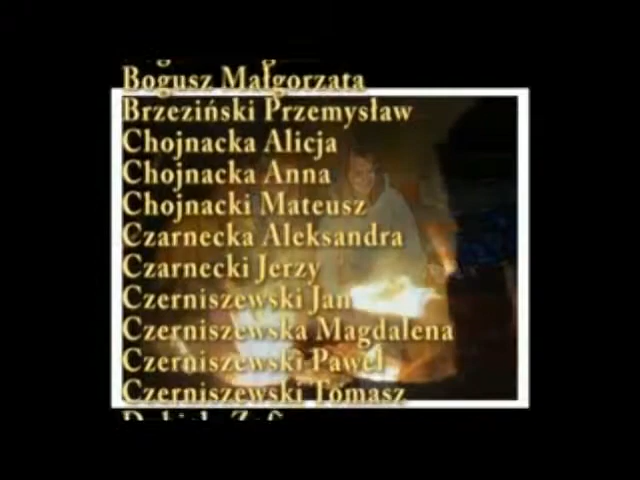 Bogusz Małgorzata
Brzeziński Przemysław
Chojnacka Alicja
Chojnacka Anna
Chojnacki Mateusz
Czarnecka Aleksandra
Czarnecki Jerzy
Czerniszewski Jan
Czerniszewska Magdalena
Czerniszewski Paweł
Czerniszewski Tomasz